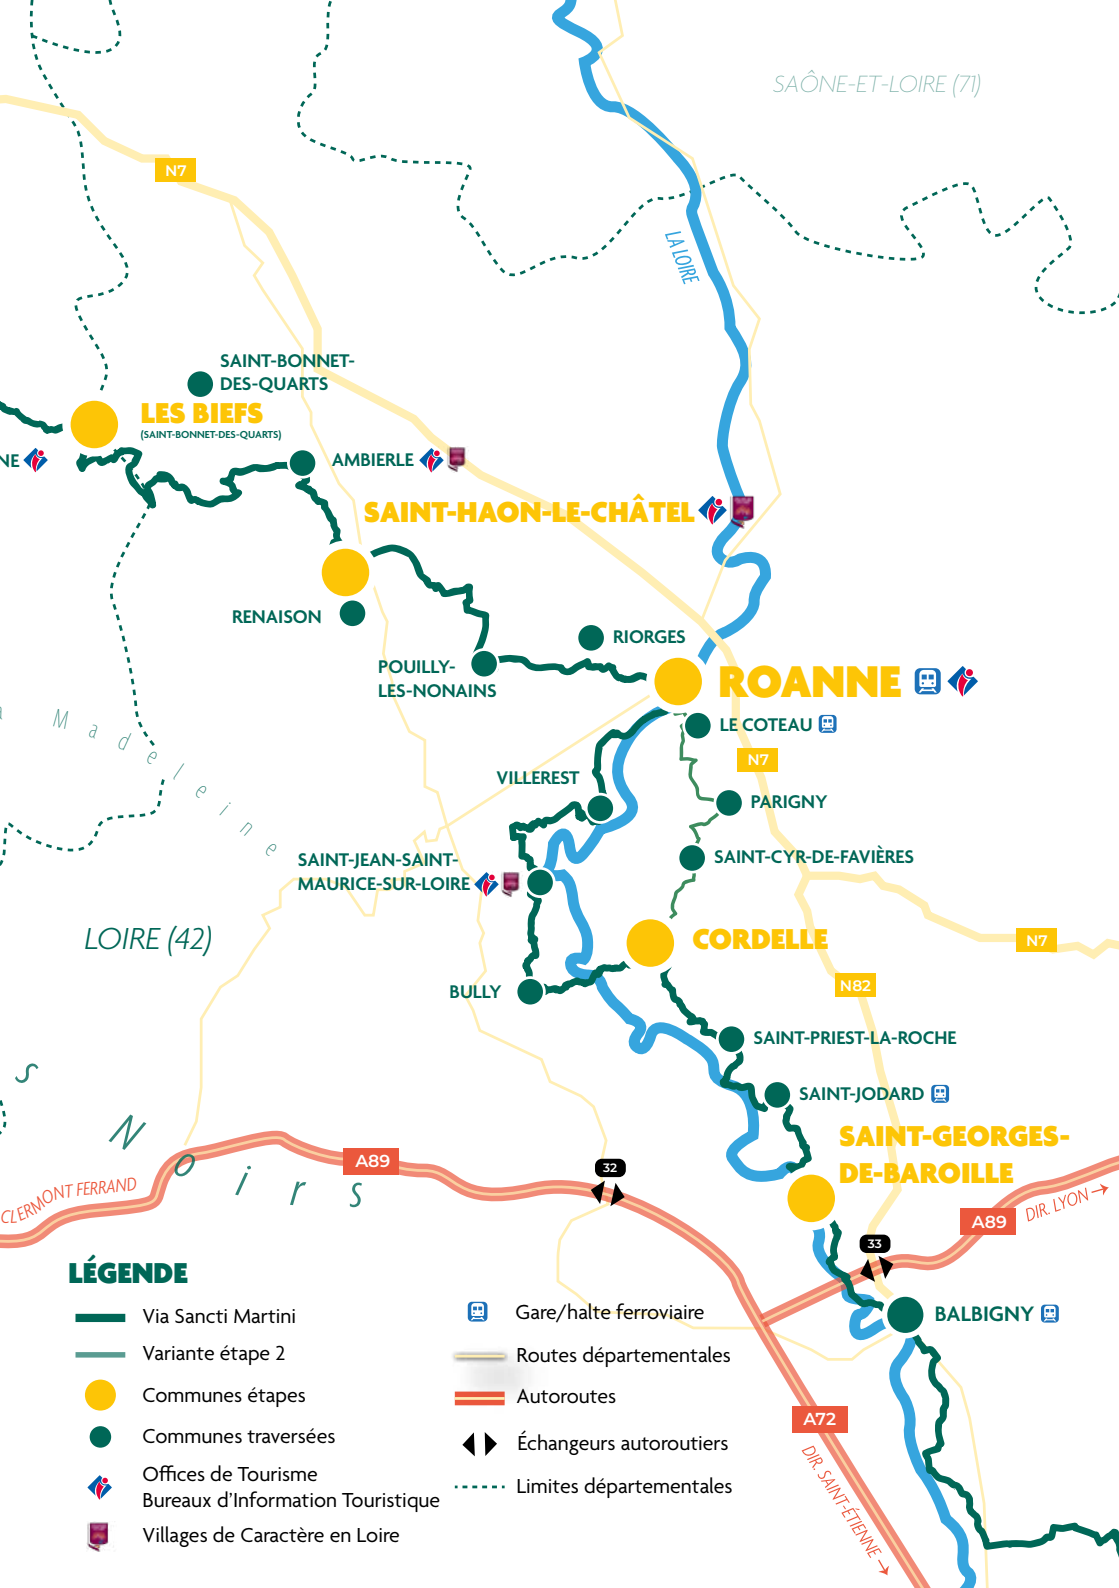 SAÔNE-ET-LOIRE (71)
N7
LA LOIRE
SAINT-BONNET-
DES-QUARTS
LES BIEFS
(SAINT-BONNET-DES-QUARTS)
NE
AMBIERLE
SAINT-HAON-LE-CHÂTEL
RENAISON
RIORGES
POUILLY-
LES-NONAINS
ROANNE
LE COTEAU
a Madeleine
N7
VILLEREST
PARIGNY
SAINT-CYR-DE-FAVIÈRES
SAINT-JEAN-SAINT-
MAURICE-SUR-LOIRE
LOIRE (42)
CORDELLE
N7
N82
BULLY
SAINT-PRIEST-LA-ROCHE
s Noirs
SAINT-JODARD
SAINT-GEORGES-
DE-BAROILLE
A89
32
CLERMONT FERRAND
DIR. LYON →
A89
33
BALBIGNY
A72
DIR. SAINT-ÉTIENNE →
LÉGENDE
Via Sancti Martini
Variante étape 2
Communes étapes
Communes traversées
Offices de Tourisme
Bureaux d'Information Touristique
Villages de Caractère en Loire
Gare/halte ferroviaire
Routes départementales
Autoroutes
Échangeurs autoroutiers
Limites départementales